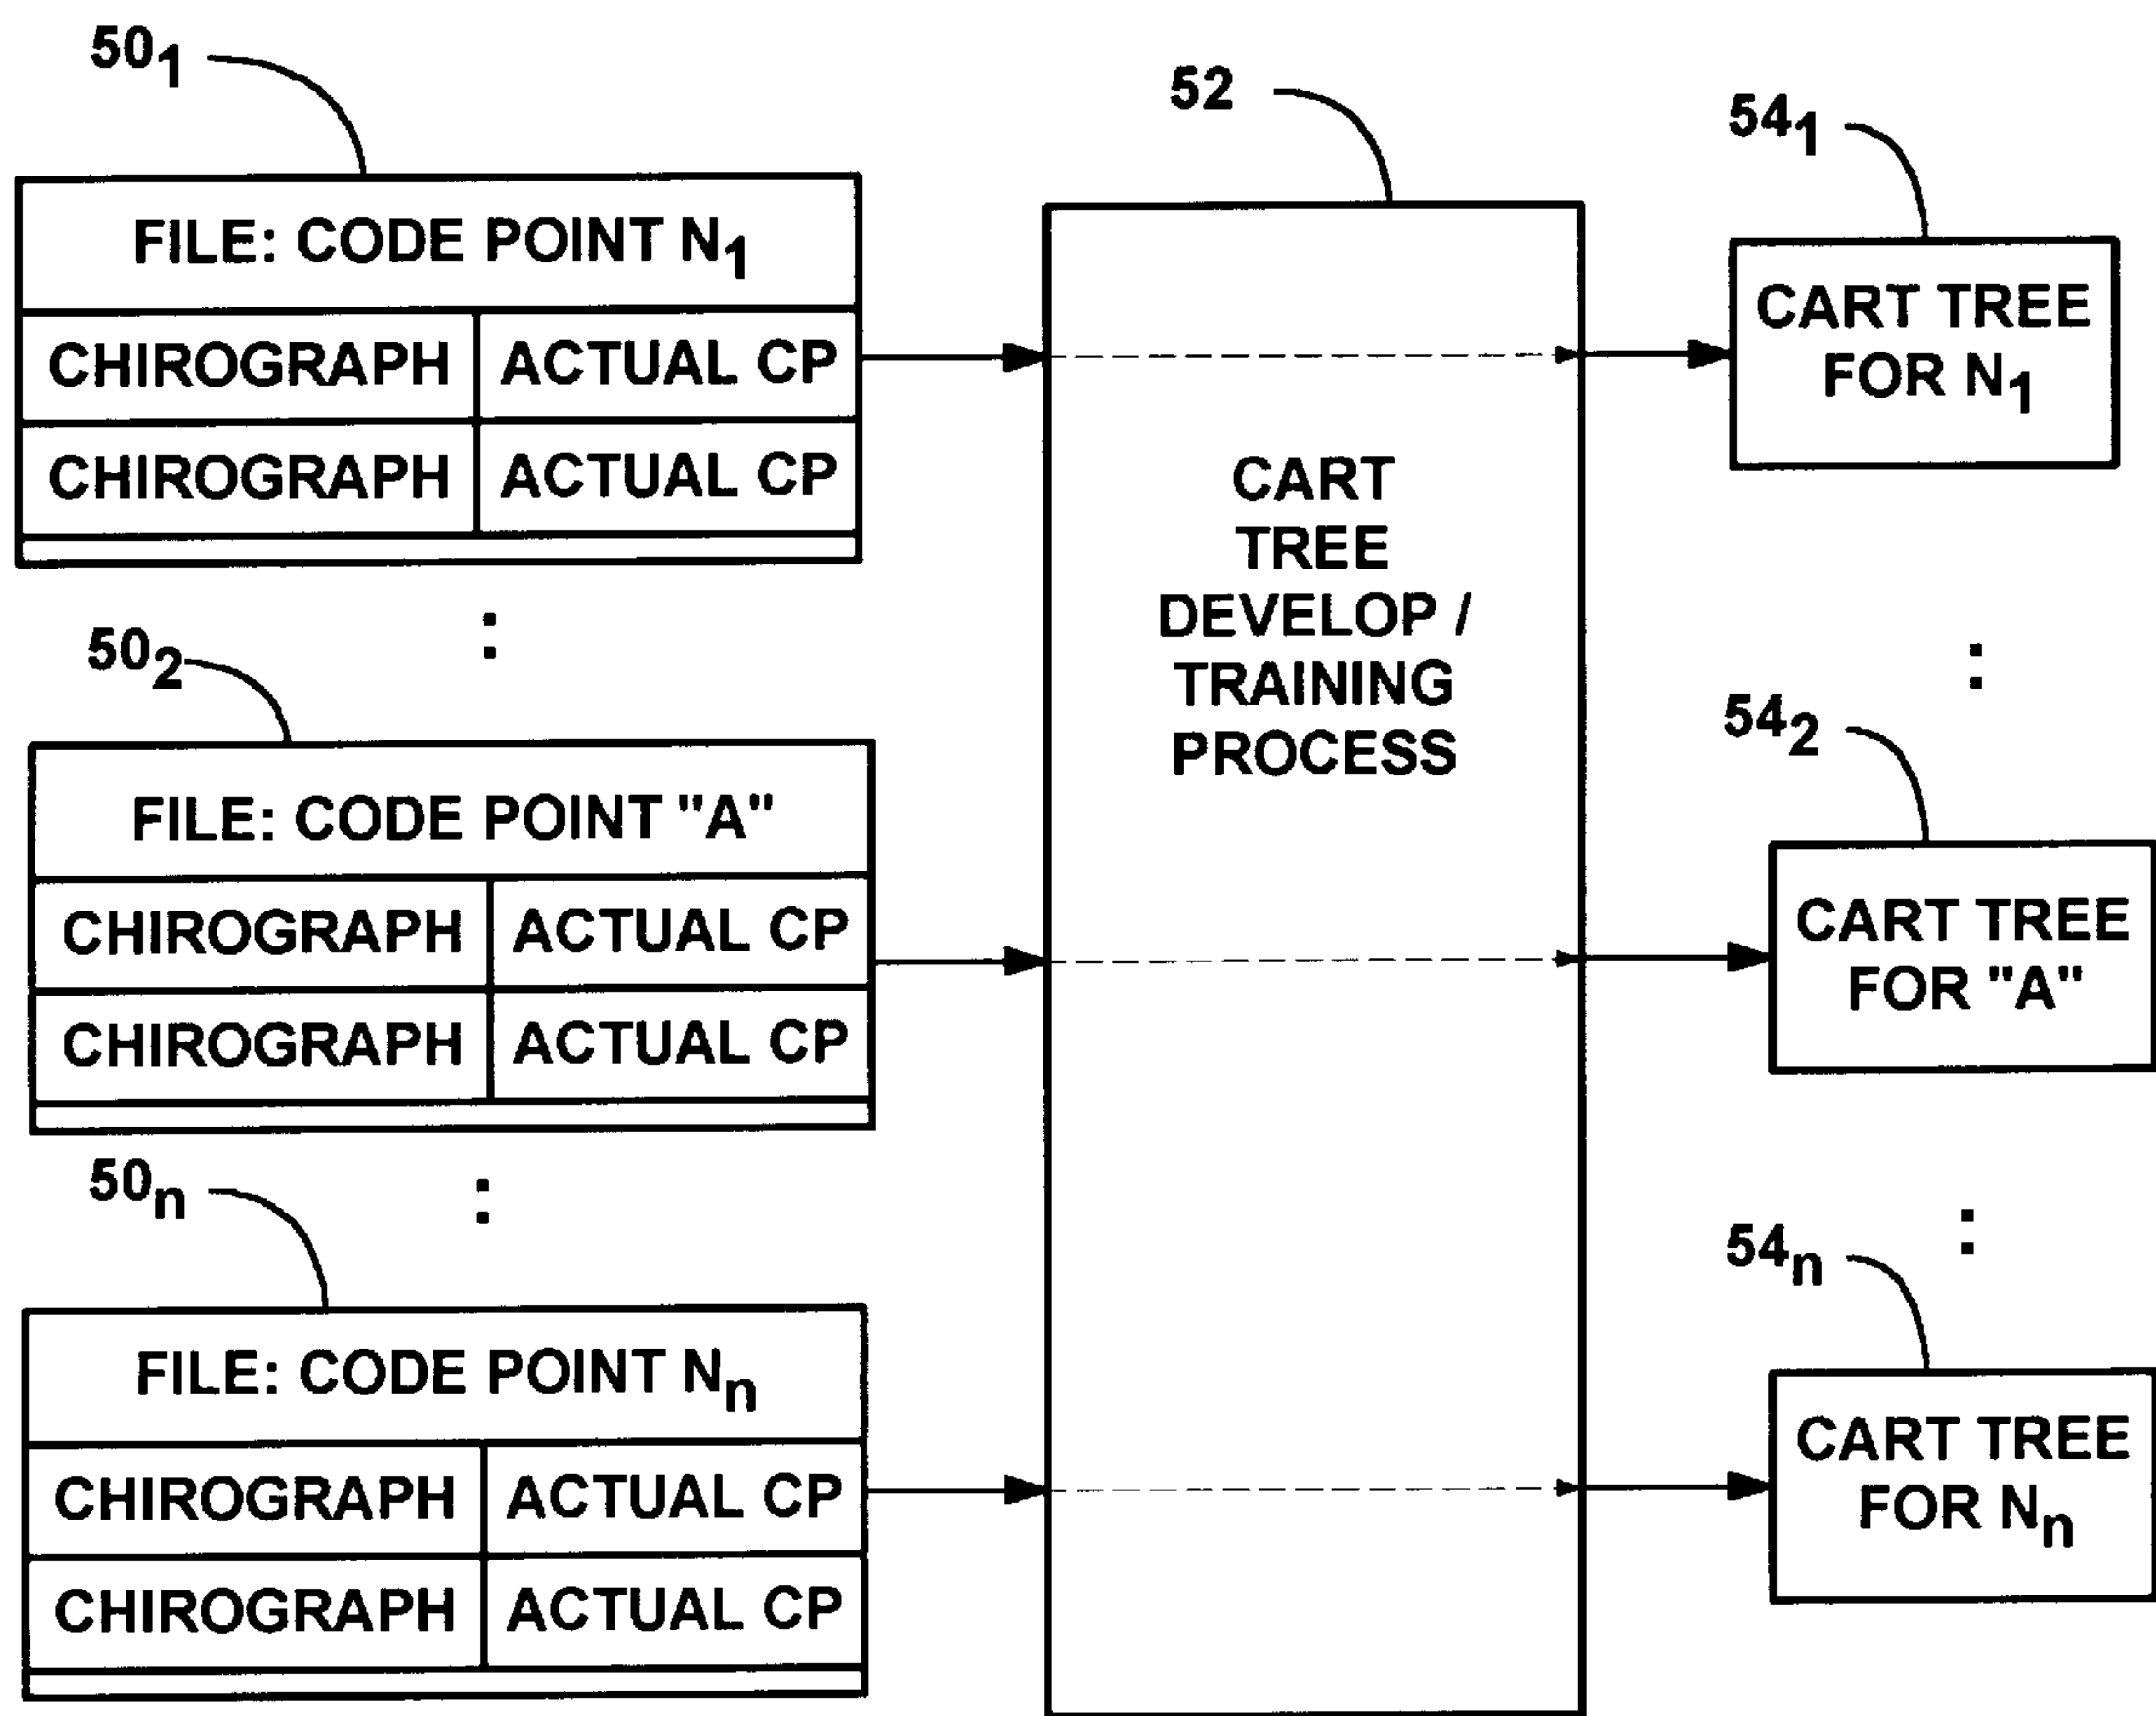 50₁
FILE: CODE POINT N₁
CHIROGRAPH ACTUAL CP
CHIROGRAPH ACTUAL CP
:
50₂
FILE: CODE POINT "A"
CHIROGRAPH ACTUAL CP
CHIROGRAPH ACTUAL CP
:
50ₙ
FILE: CODE POINT Nₙ
CHIROGRAPH ACTUAL CP
CHIROGRAPH ACTUAL CP
52
CART
TREE
DEVELOP /
TRAINING
PROCESS
54₁
CART TREE
FOR N₁
:
54₂
CART TREE
FOR "A"
:
54ₙ
CART TREE
FOR Nₙ